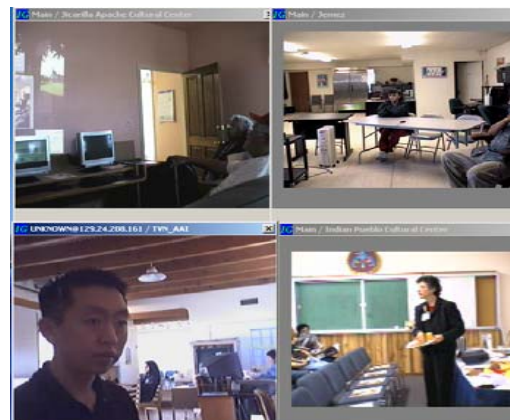 Main / Jicarilla Apache Cultural Center
Main / Jemez
UNKNOWN@129.24.208.161 / TVN_AAI
Main / Indian Pueblo Cultural Center